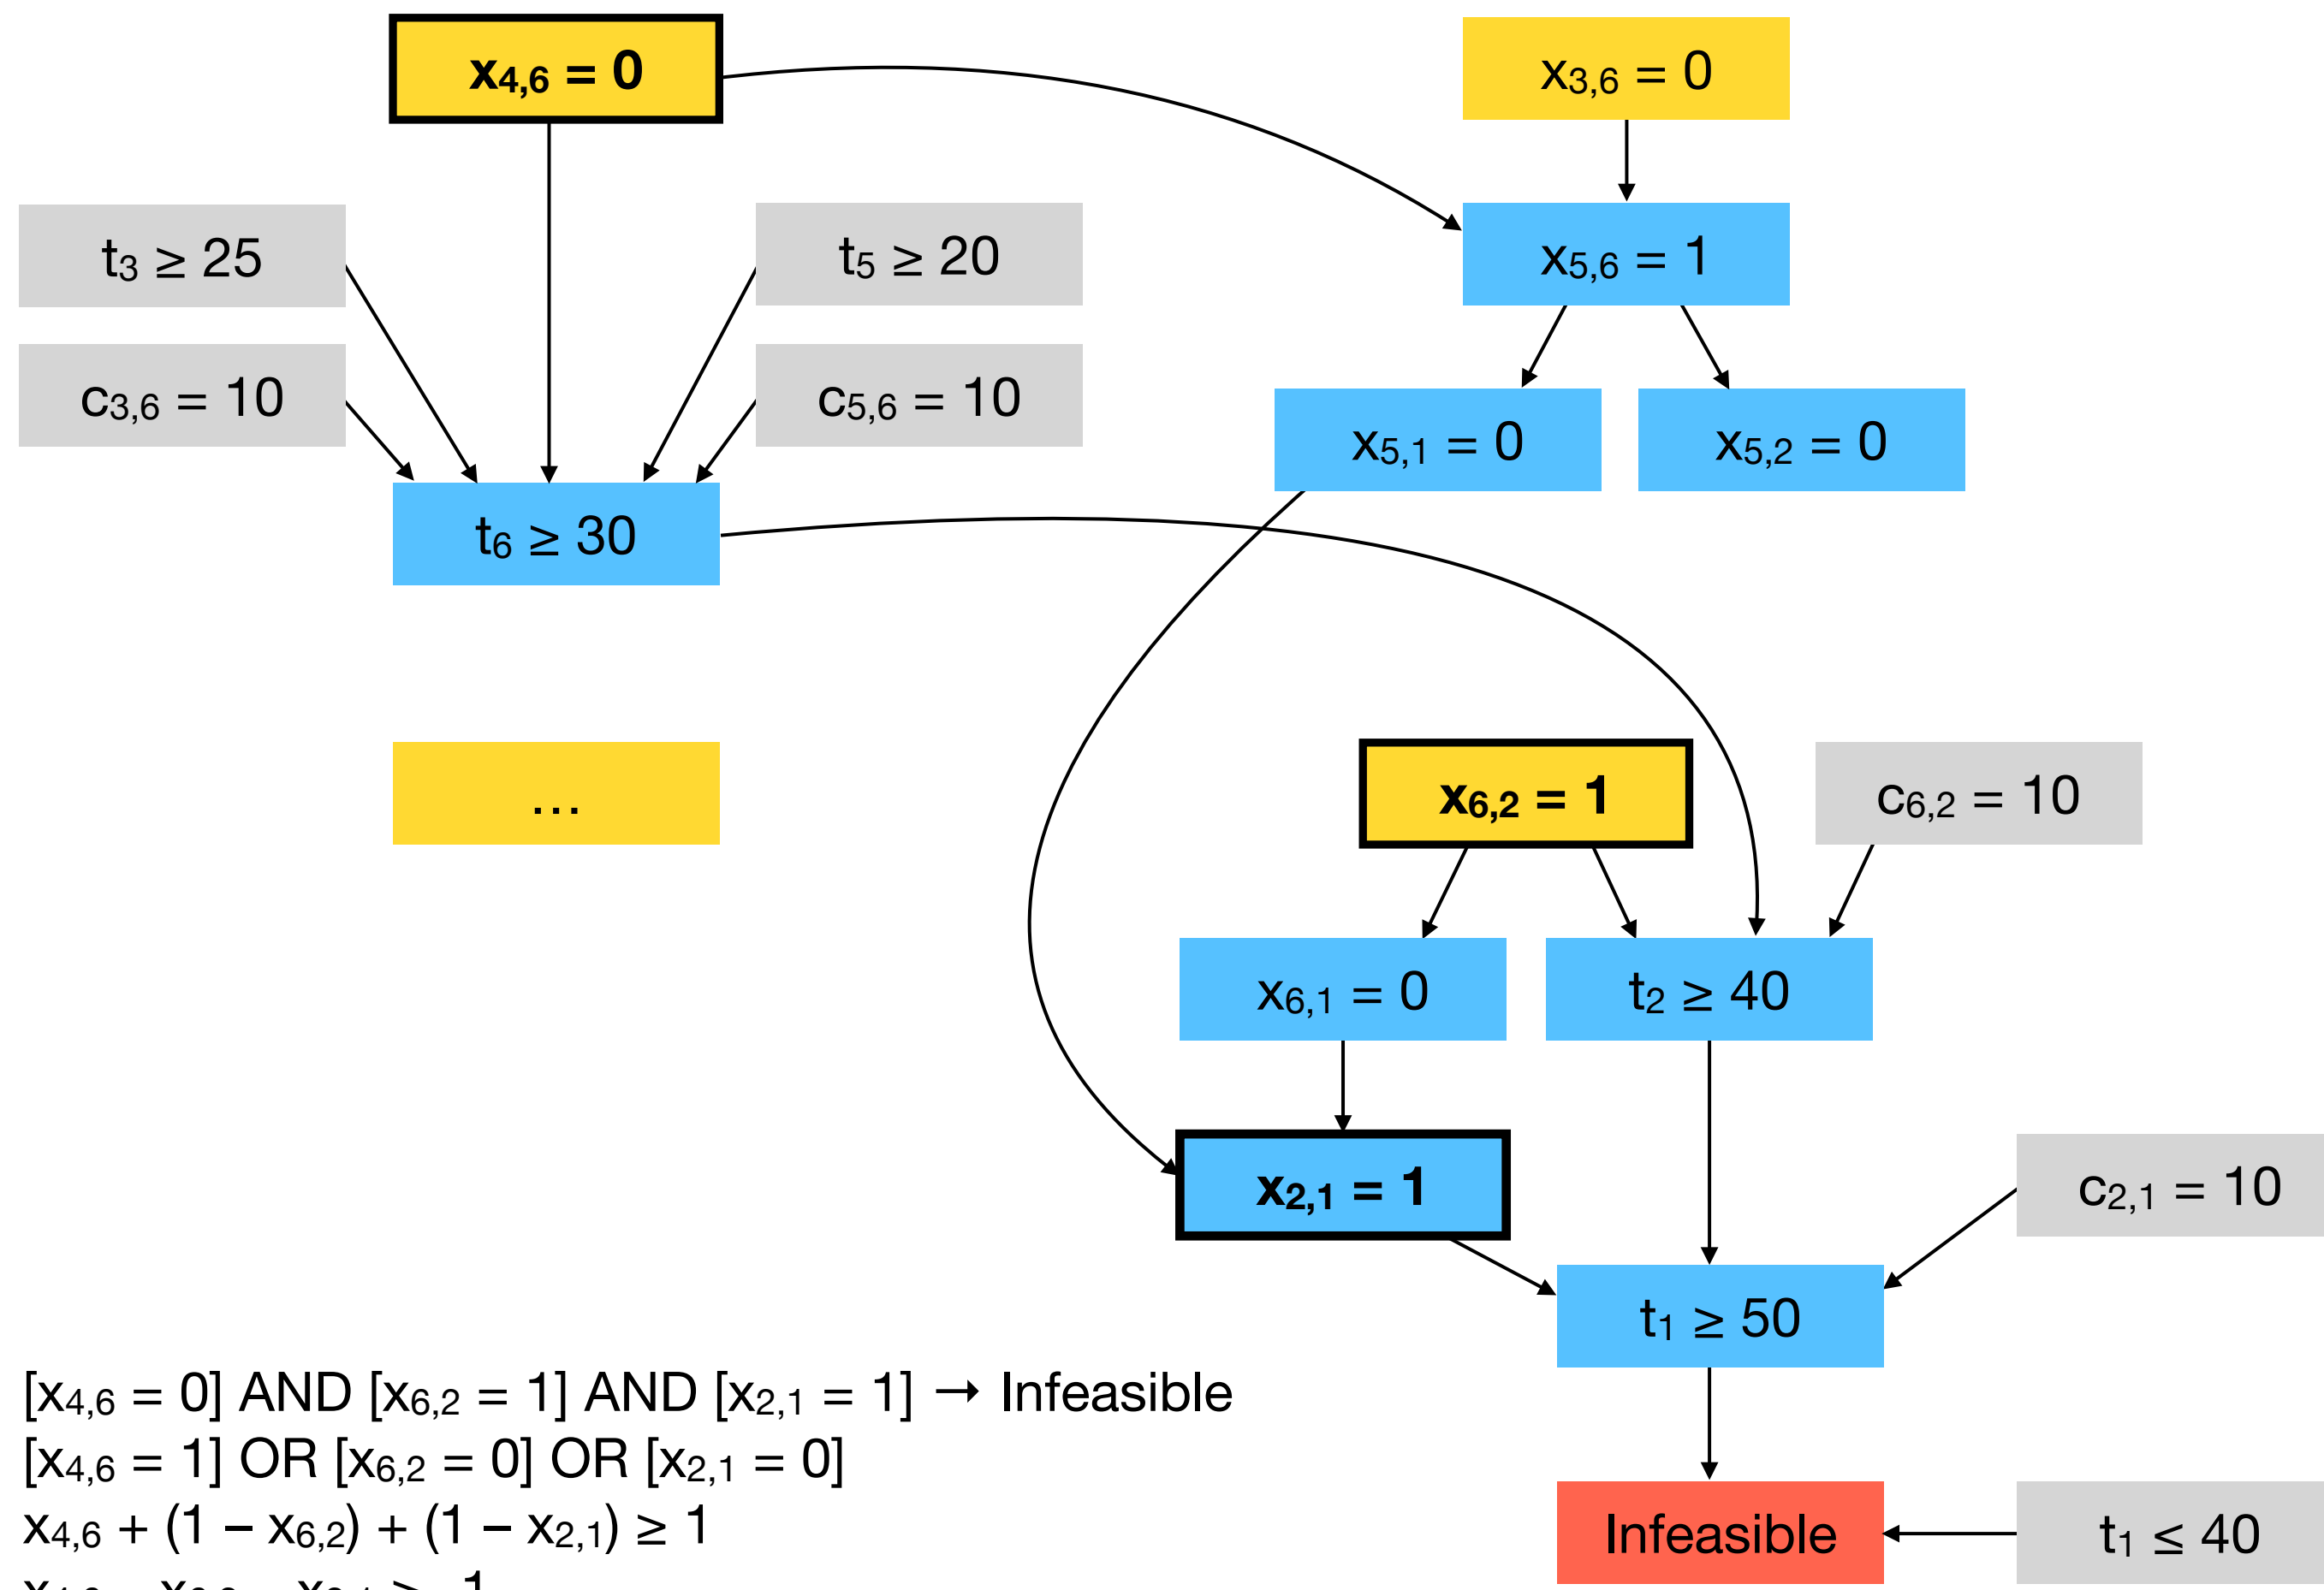 x4,6 = 0
x3,6 = 0
t3 ≥ 25
t5 ≥ 20
x5,6 = 1
c3,6 = 10
c5,6 = 10
x5,1 = 0
x5,2 = 0
t6 ≥ 30
...
x6,2 = 1
c6,2 = 10
x6,1 = 0
t2 ≥ 40
x2,1 = 1
c2,1 = 10
t1 ≥ 50
[x4,6 = 0] AND [x6,2 = 1] AND [x2,1 = 1] → Infeasible
[x4,6 = 1] OR [x6,2 = 0] OR [x2,1 = 0]
x4,6 + (1 – x6,2) + (1 – x2,1) ≥ 1
Infeasible
t1 ≤ 40